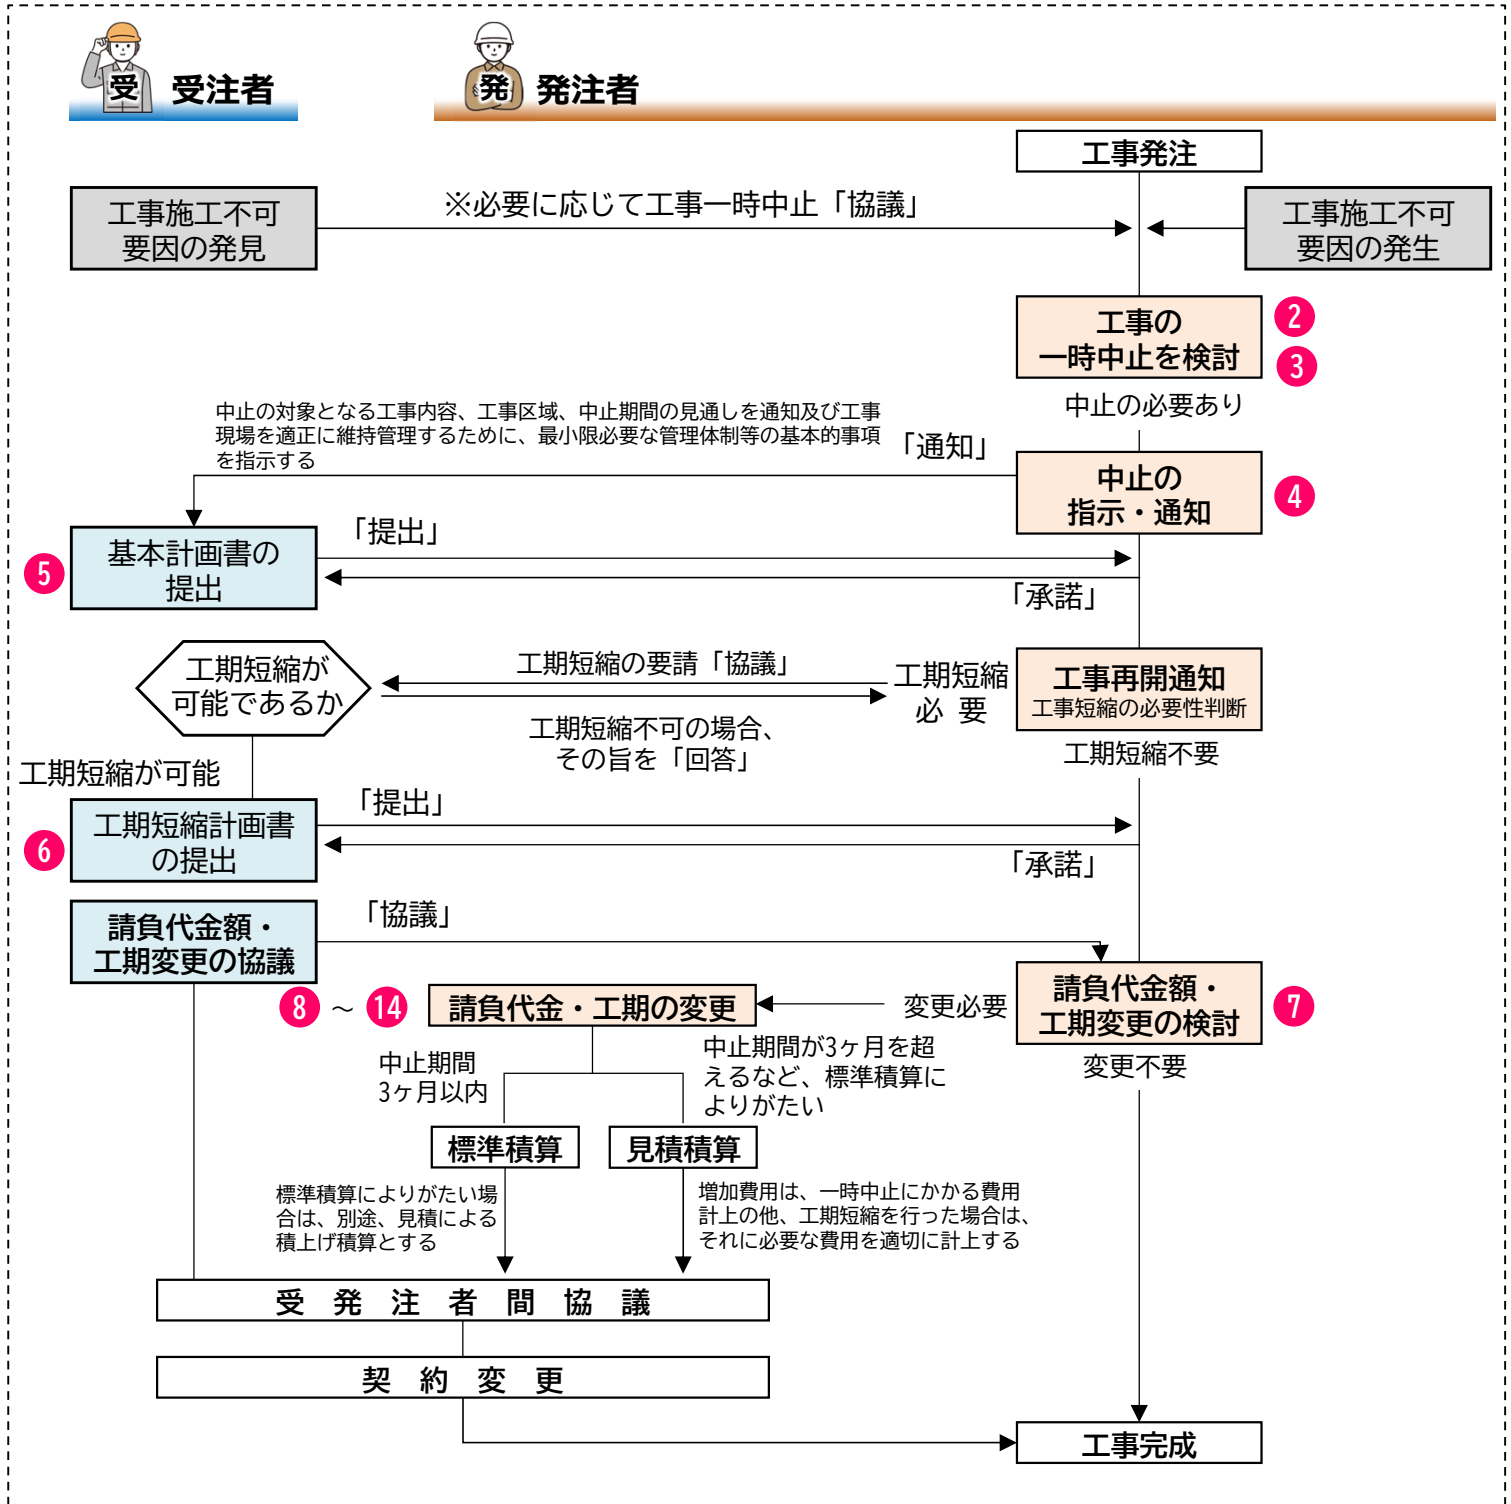 受 受注者
発 発注者
工事発注
工事施工不可
要因の発見
※必要に応じて工事一時中止「協議」
工事施工不可
要因の発生
工事の
一時中止を検討
2
3
中止の必要あり
中止の対象となる工事内容、工事区域、中止期間の見通しを通知及び工事
現場を適正に維持管理するために、最小限必要な管理体制等の基本的事項
を指示する
「通知」
中止の
指示・通知
4
5
基本計画書の
提出
「提出」
「承諾」
工期短縮が
可能であるか
工期短縮の要請「協議」
工期短縮不可の場合、
その旨を「回答」
工期短縮
必 要
工事再開通知
工事短縮の必要性判断
工期短縮不要
工期短縮が可能
6
工期短縮計画書
の提出
「提出」
「承諾」
請負代金額・
工期変更の協議
「協議」
8 ～ 14
請負代金・工期の変更
変更必要
請負代金額・
工期変更の検討
7
変更不要
中止期間
3ヶ月以内
中止期間が3ヶ月を超
えるなど、標準積算に
よりがたい
標準積算
見積積算
標準積算によりがたい場
合は、別途、見積による
積上げ積算とする
増加費用は、一時中止にかかる費用
計上の他、工期短縮を行った場合は、
それに必要な費用を適切に計上する
受 発 注 者 間 協 議
契 約 変 更
工事完成